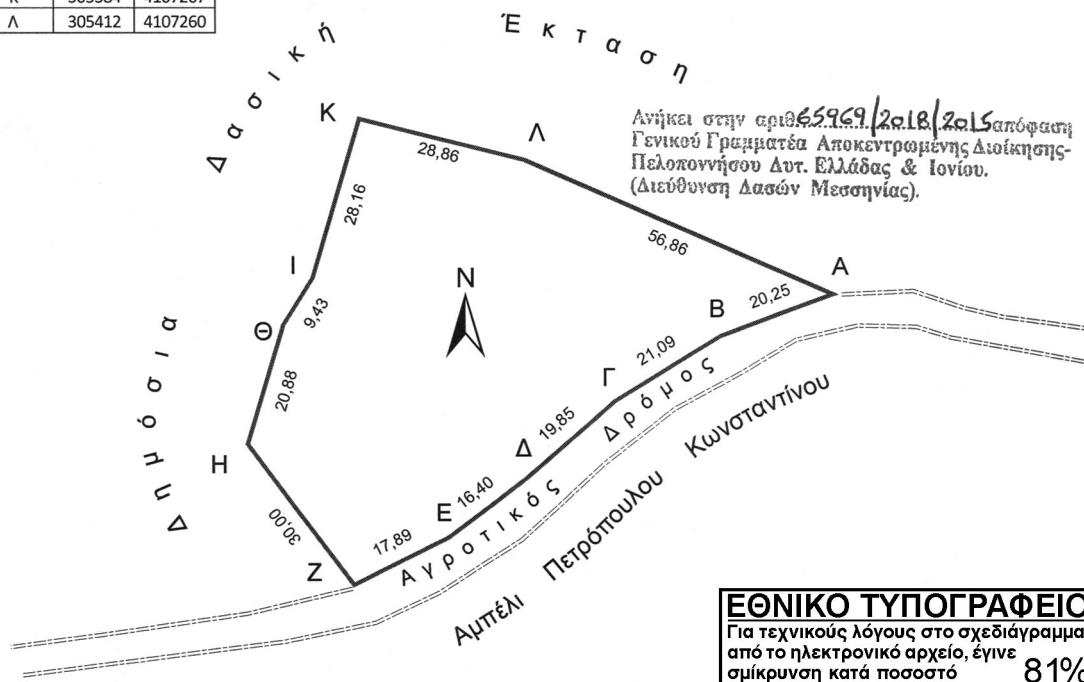 Κ 305384 4107267
Λ 305412 4107260
Δημόσια Δασική Έκταση
Ανήκει στην αριθ. 65969/2018/2015 απόφαση
Γενικού Γραμματέα Αποκεντρωμένης Διοίκησης-
Πελοποννήσου Δυτ. Ελλάδας & Ιονίου.
(Διεύθυνση Δασών Μεσσηνίας).
Κ
28,86
Λ
28,16
56,86
Ι
Ν
Α
20,25
Β
9,43
Θ
21,09
20,88
Γ
19,85
Δ
Η
16,40
Ε
30,00
17,89
Ζ
Αγροτικός Δρόμος
Αμπέλι Πετρόπουλου Κωνσταντίνου
ΕΘΝΙΚΟ ΤΥΠΟΓΡΑΦΕΙΟ
Για τεχνικούς λόγους στο σχεδιάγραμμα
από το ηλεκτρονικό αρχείο, έγινε
σμίκρυνση κατά ποσοστό 81%